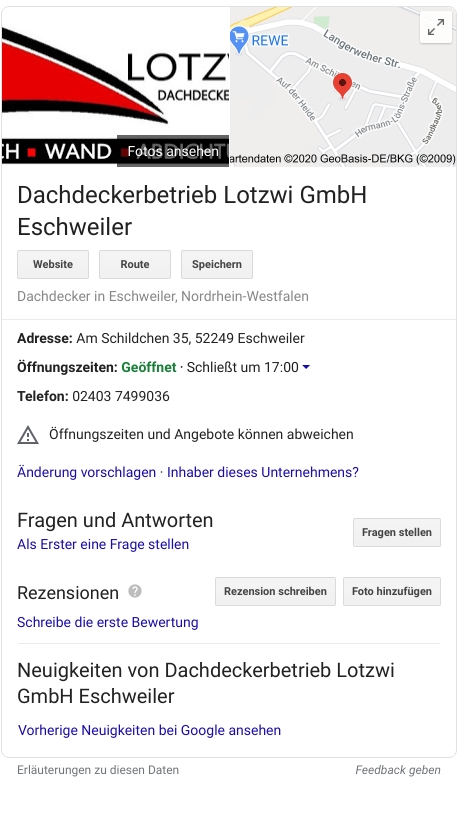 LOTZ
DACHDECKE
CH ▪ WAND ▪ ABDICHT
Fotos ansehen
REWE
Langerweher Str.
Am Schildchen
Auf der Heide
Hermann-Löns-Straße
Sandkaulbe
artendaten ©2020 GeoBasis-DE/BKG (©2009)
Dachdeckerbetrieb Lotzwi GmbH
Eschweiler
Website Route Speichern
Dachdecker in Eschweiler, Nordrhein-Westfalen
Adresse: Am Schildchen 35, 52249 Eschweiler
Öffnungszeiten: Geöffnet · Schließt um 17:00
Telefon: 02403 7499036
Öffnungszeiten und Angebote können abweichen
Änderung vorschlagen · Inhaber dieses Unternehmens?
Fragen und Antworten
Fragen stellen
Als Erster eine Frage stellen
Rezensionen ? Rezension schreiben Foto hinzufügen
Schreibe die erste Bewertung
Neuigkeiten von Dachdeckerbetrieb Lotzwi
GmbH Eschweiler
Vorherige Neuigkeiten bei Google ansehen
Erläuterungen zu diesen Daten Feedback geben